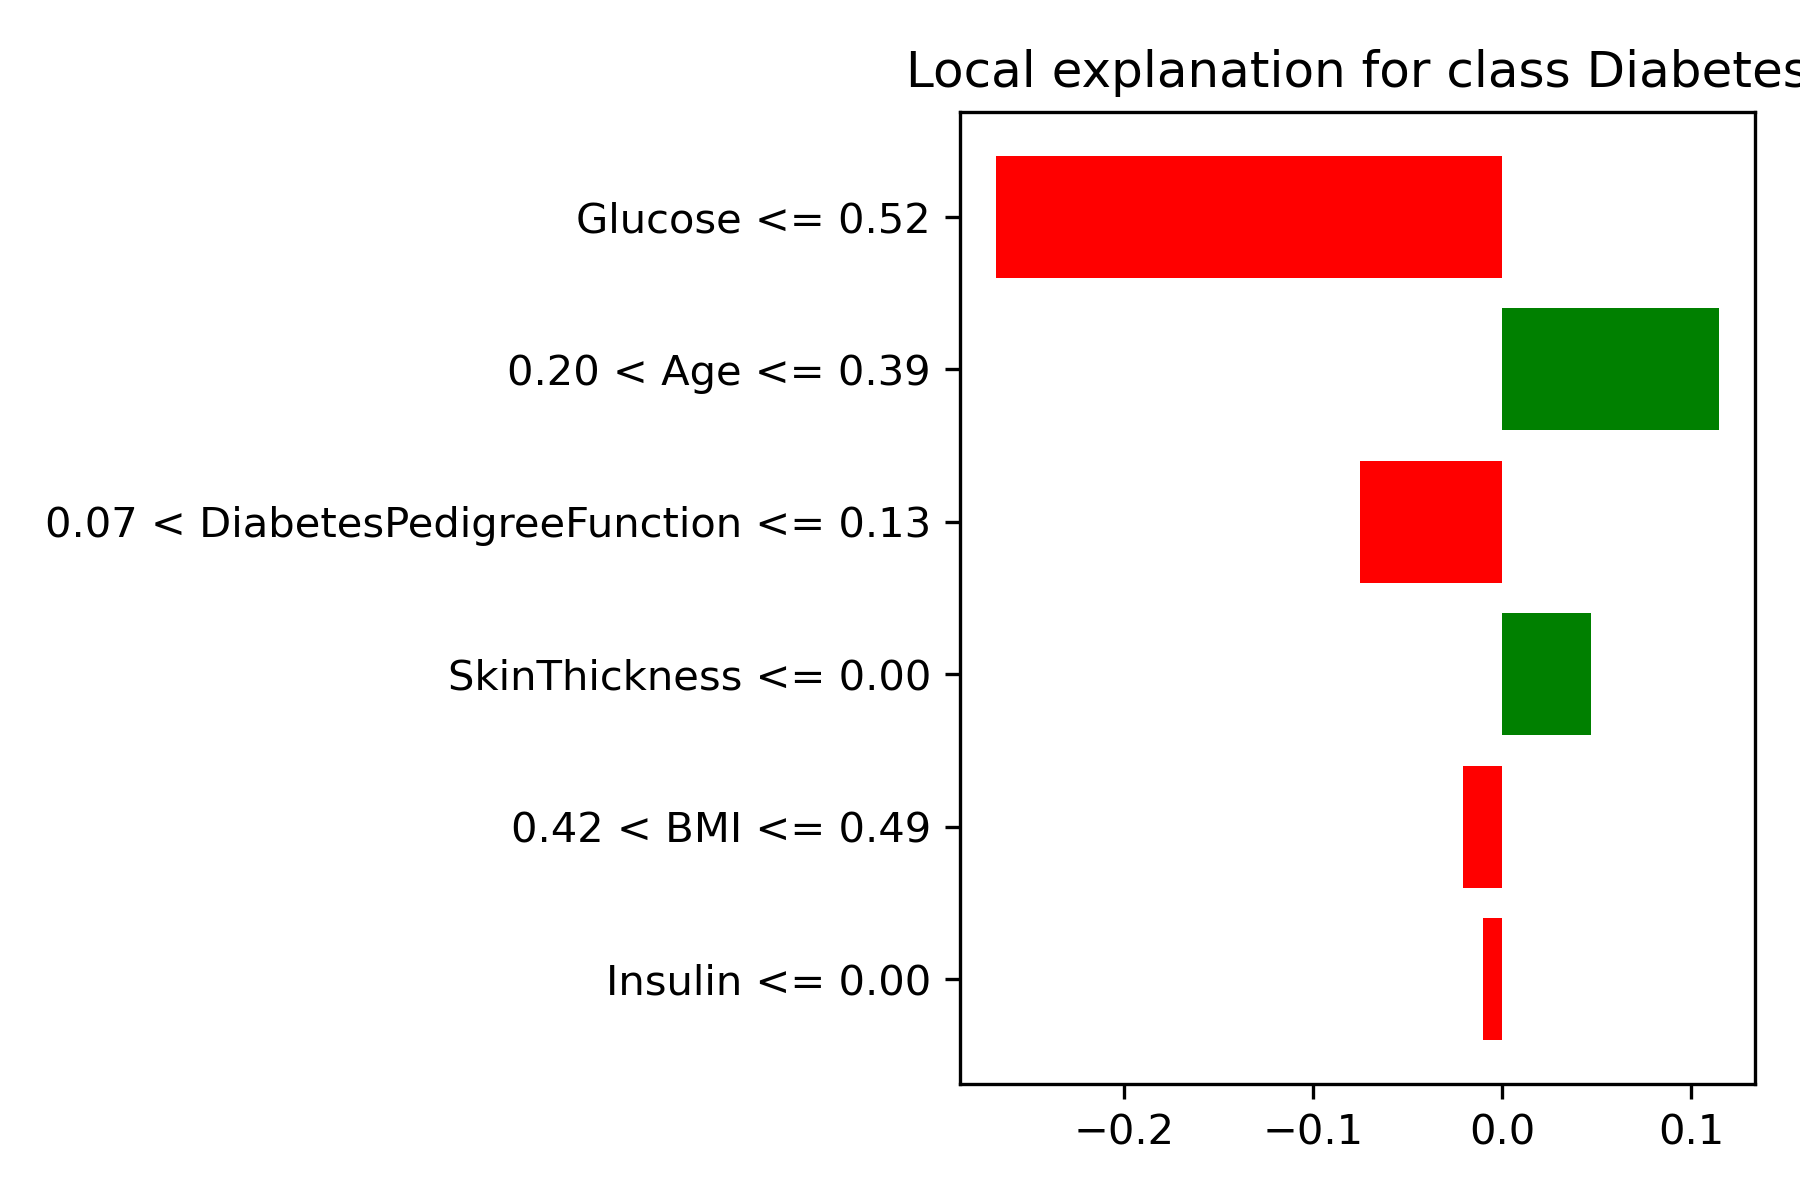 Local explanation for class Diabetes
Glucose <= 0.52
0.20 < Age <= 0.39
0.07 < DiabetesPedigreeFunction <= 0.13
SkinThickness <= 0.00
0.42 < BMI <= 0.49
Insulin <= 0.00
−0.2 −0.1 0.0 0.1